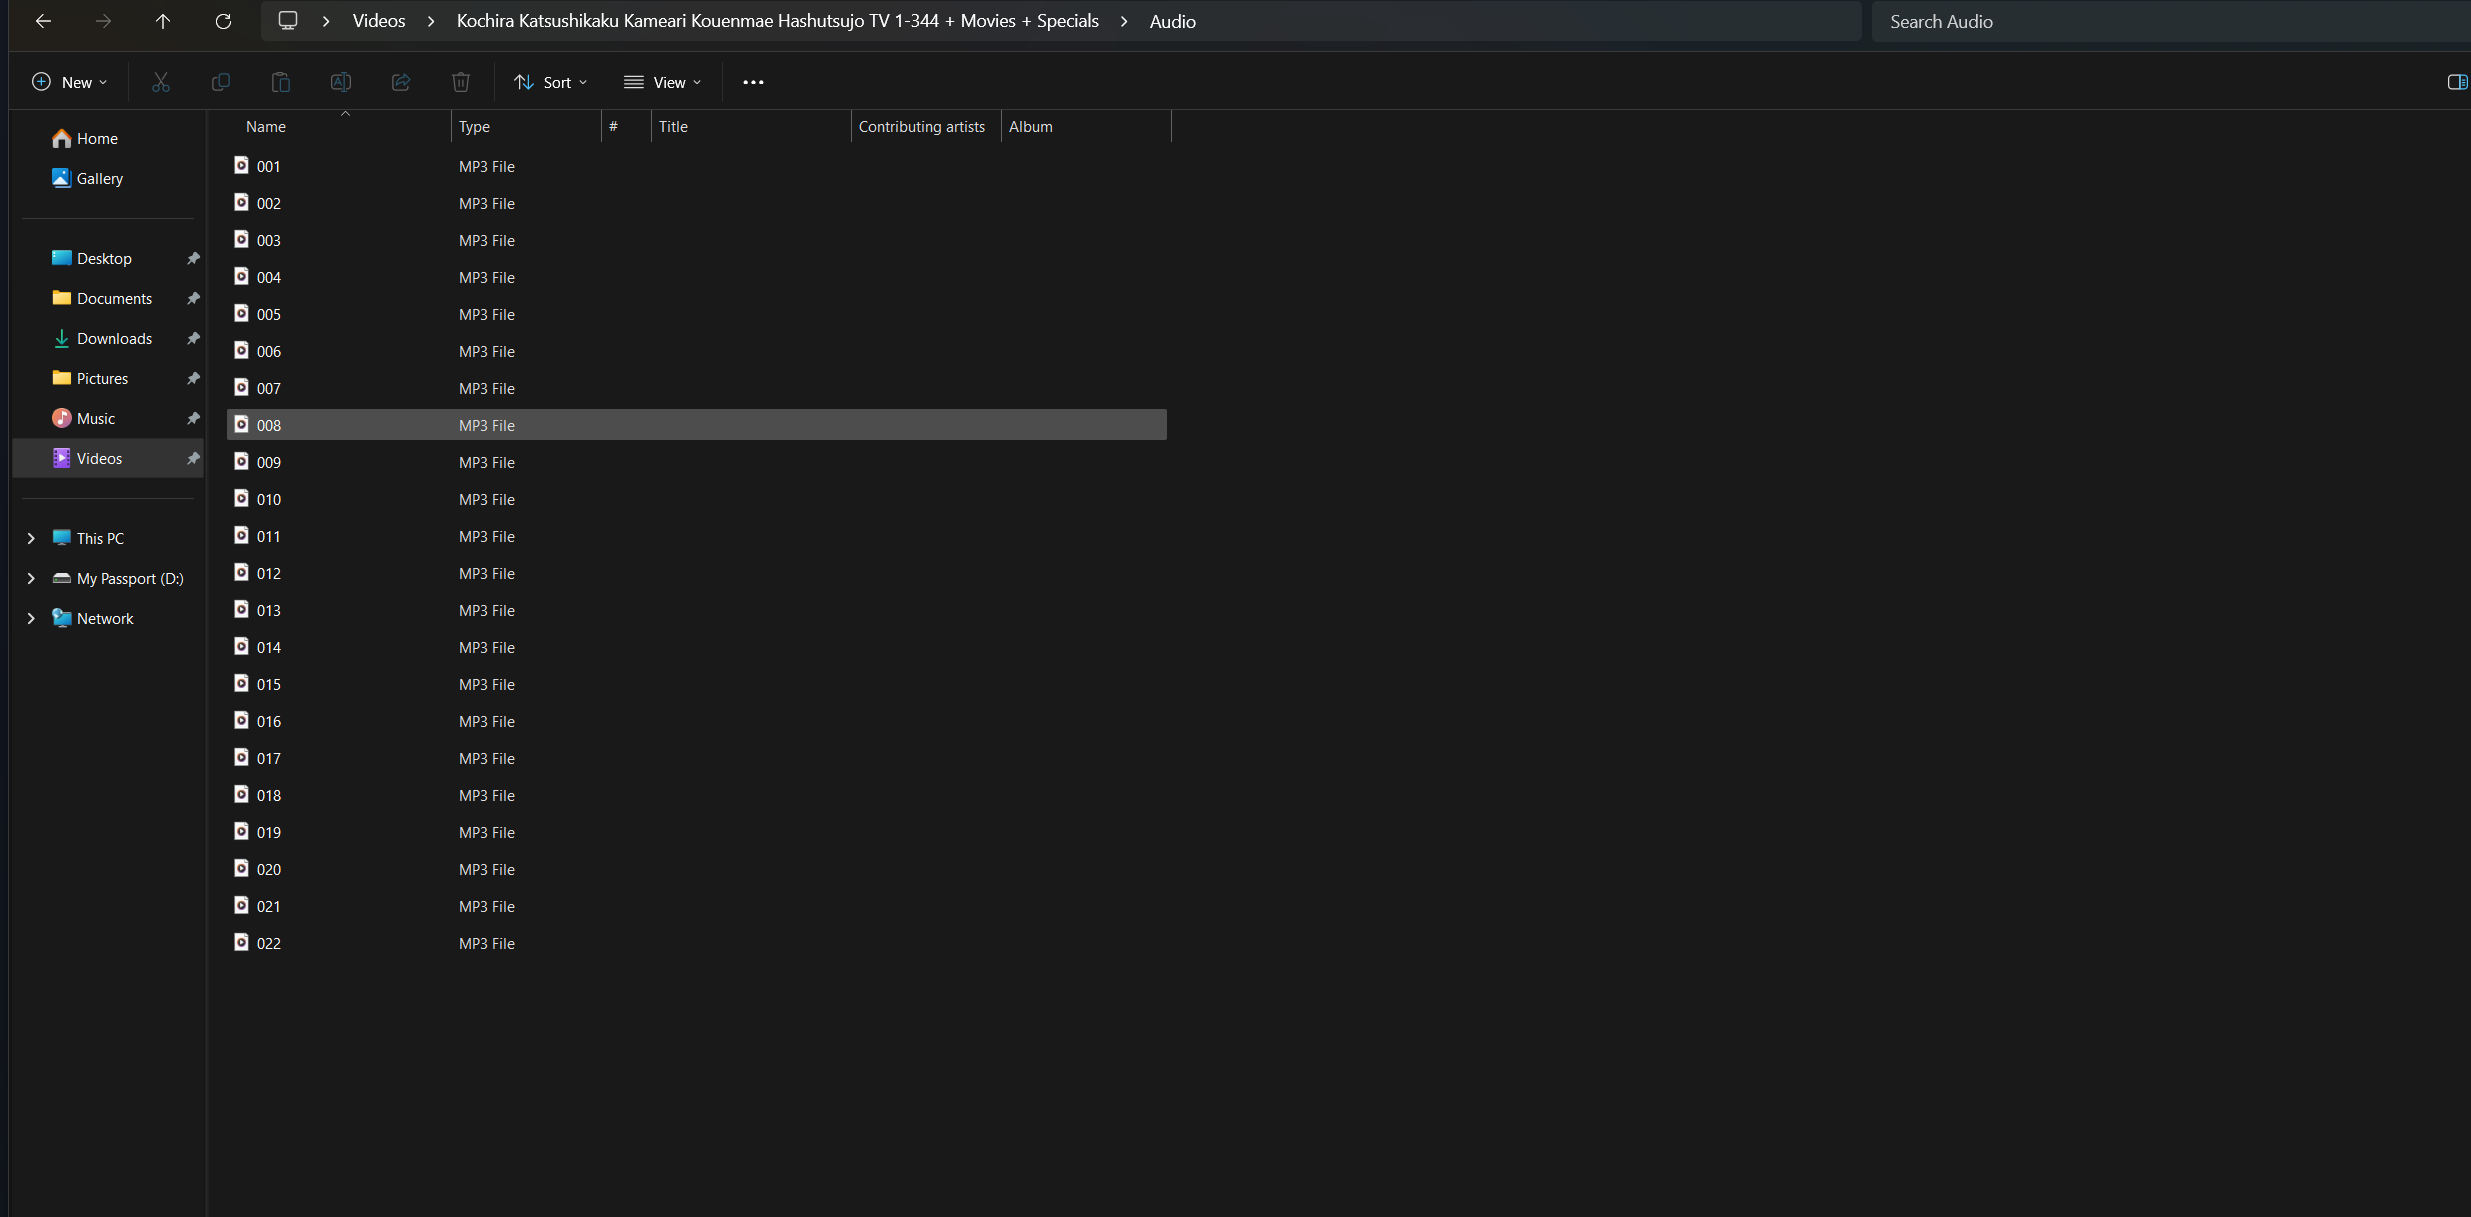 Videos > Kochira Katsushikaku Kameari Kouenmae Hashutsujo TV 1-344 + Movies + Specials > Audio
Search Audio
New
Sort
View
Name Type # Title Contributing artists Album
Home
Gallery
Desktop
Documents
Downloads
Pictures
Music
Videos
This PC
My Passport (D:)
Network
001 MP3 File
002 MP3 File
003 MP3 File
004 MP3 File
005 MP3 File
006 MP3 File
007 MP3 File
008 MP3 File
009 MP3 File
010 MP3 File
011 MP3 File
012 MP3 File
013 MP3 File
014 MP3 File
015 MP3 File
016 MP3 File
017 MP3 File
018 MP3 File
019 MP3 File
020 MP3 File
021 MP3 File
022 MP3 File